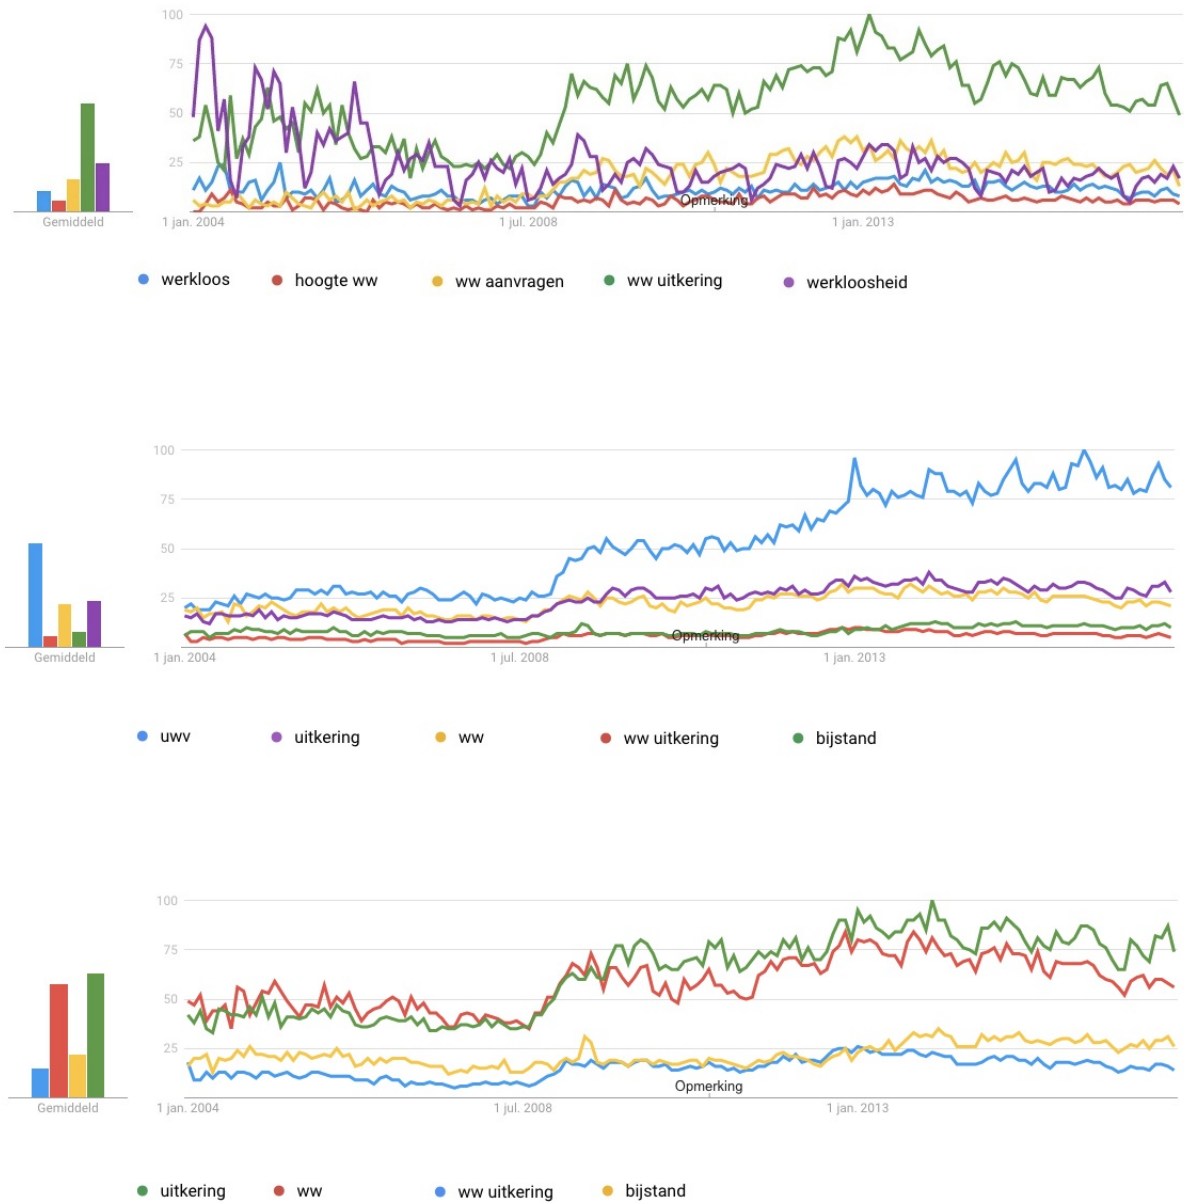 100
75
50
25
Opmerking
Gemiddeld
1 jan. 2004
1 jul. 2008
1 jan. 2013
werkloos
hoogte ww
ww aanvragen
ww uitkering
werkloosheid
100
75
50
25
Opmerking
Gemiddeld
1 jan. 2004
1 jul. 2008
1 jan. 2013
uwv
uitkering
ww
ww uitkering
bijstand
100
75
50
25
Opmerking
Gemiddeld
1 jan. 2004
1 jul. 2008
1 jan. 2013
uitkering
ww
ww uitkering
bijstand